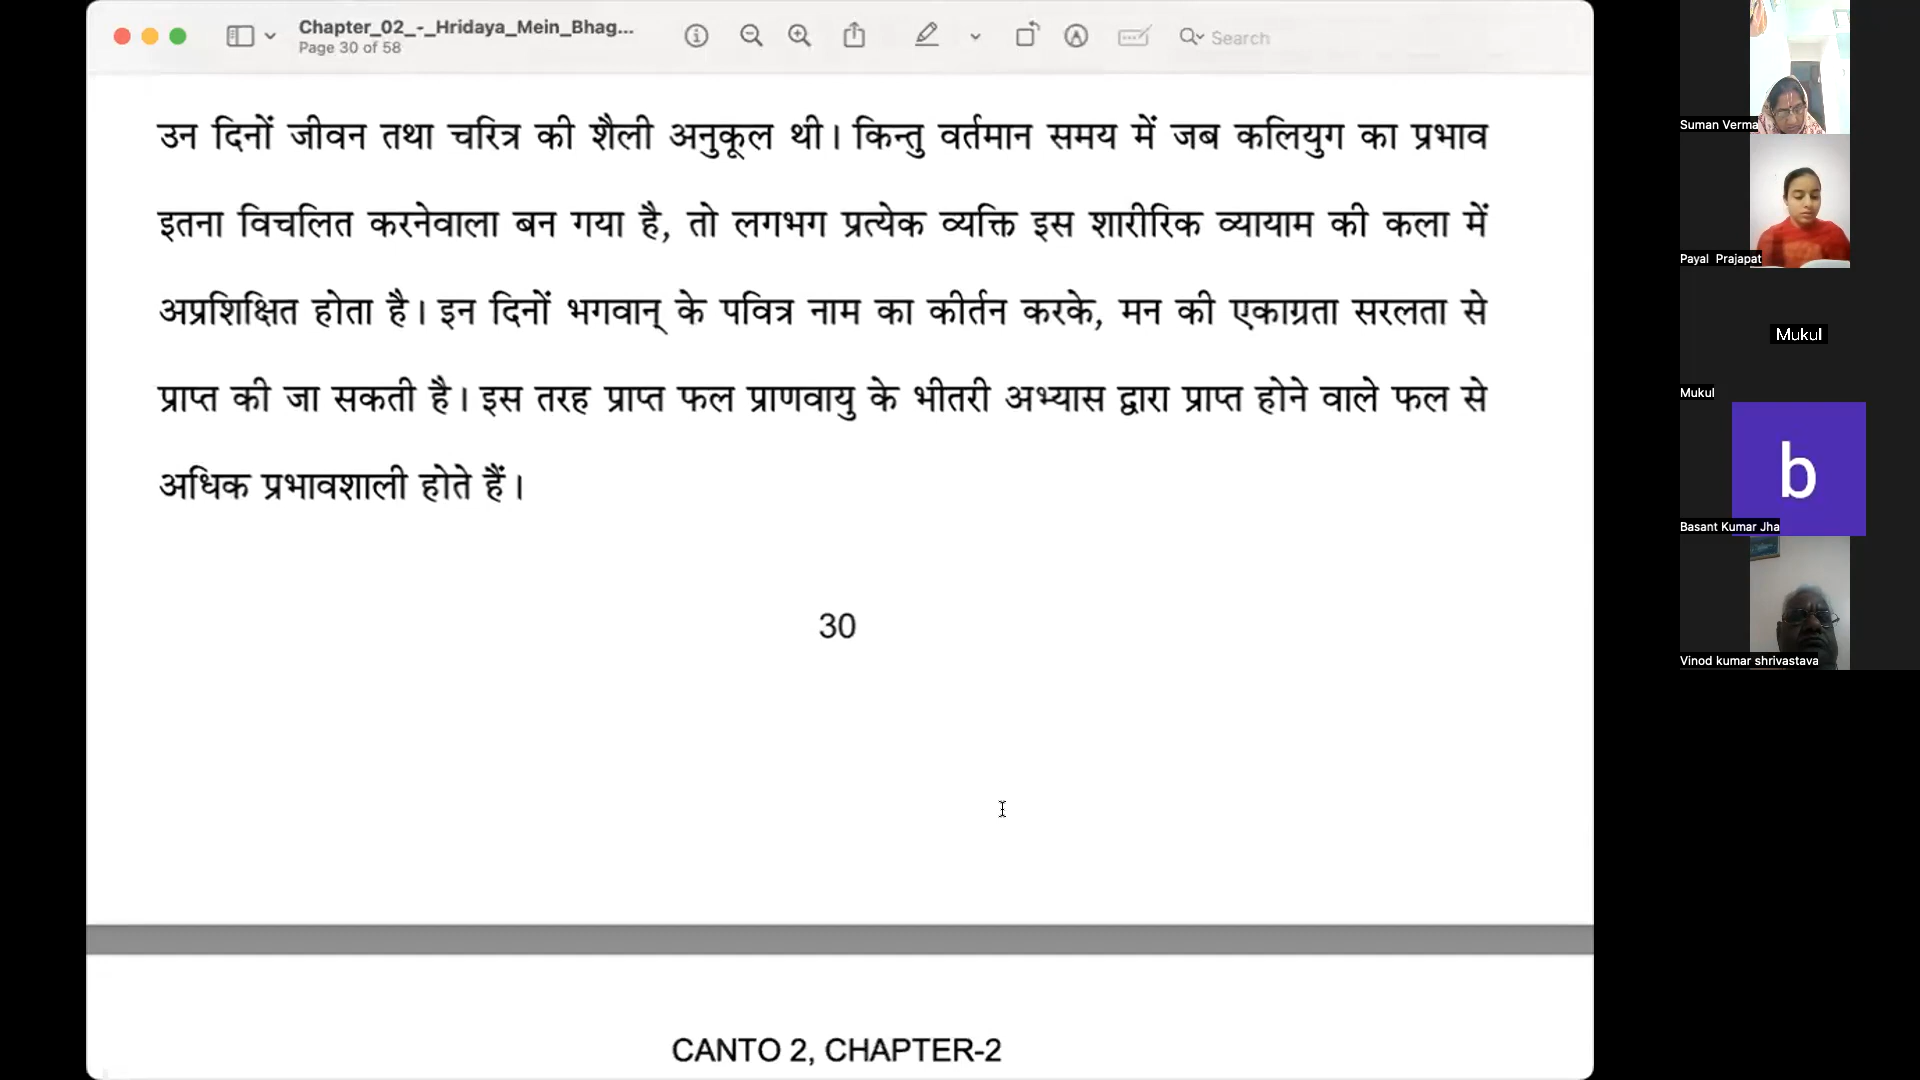 Chapter_02_-_Hridaya_Mein_Bhag...
Page 30 of 58
Search
उन दिनों जीवन तथा चरित्र की शैली अनुकूल थी। किन्तु वर्तमान समय में जब कलियुग का प्रभाव
इतना विचलित करनेवाला बन गया है, तो लगभग प्रत्येक व्यक्ति इस शारीरिक व्यायाम की कला में
अप्रशिक्षित होता है। इन दिनों भगवान् के पवित्र नाम का कीर्तन करके, मन की एकाग्रता सरलता से
प्राप्त की जा सकती है। इस तरह प्राप्त फल प्राणवायु के भीतरी अभ्यास द्वारा प्राप्त होने वाले फल से
अधिक प्रभावशाली होते हैं।
30
CANTO 2, CHAPTER-2
Suman Verma
Payal Prajapat
Mukul
Mukul
b
Basant Kumar Jha
Vinod kumar shrivastava